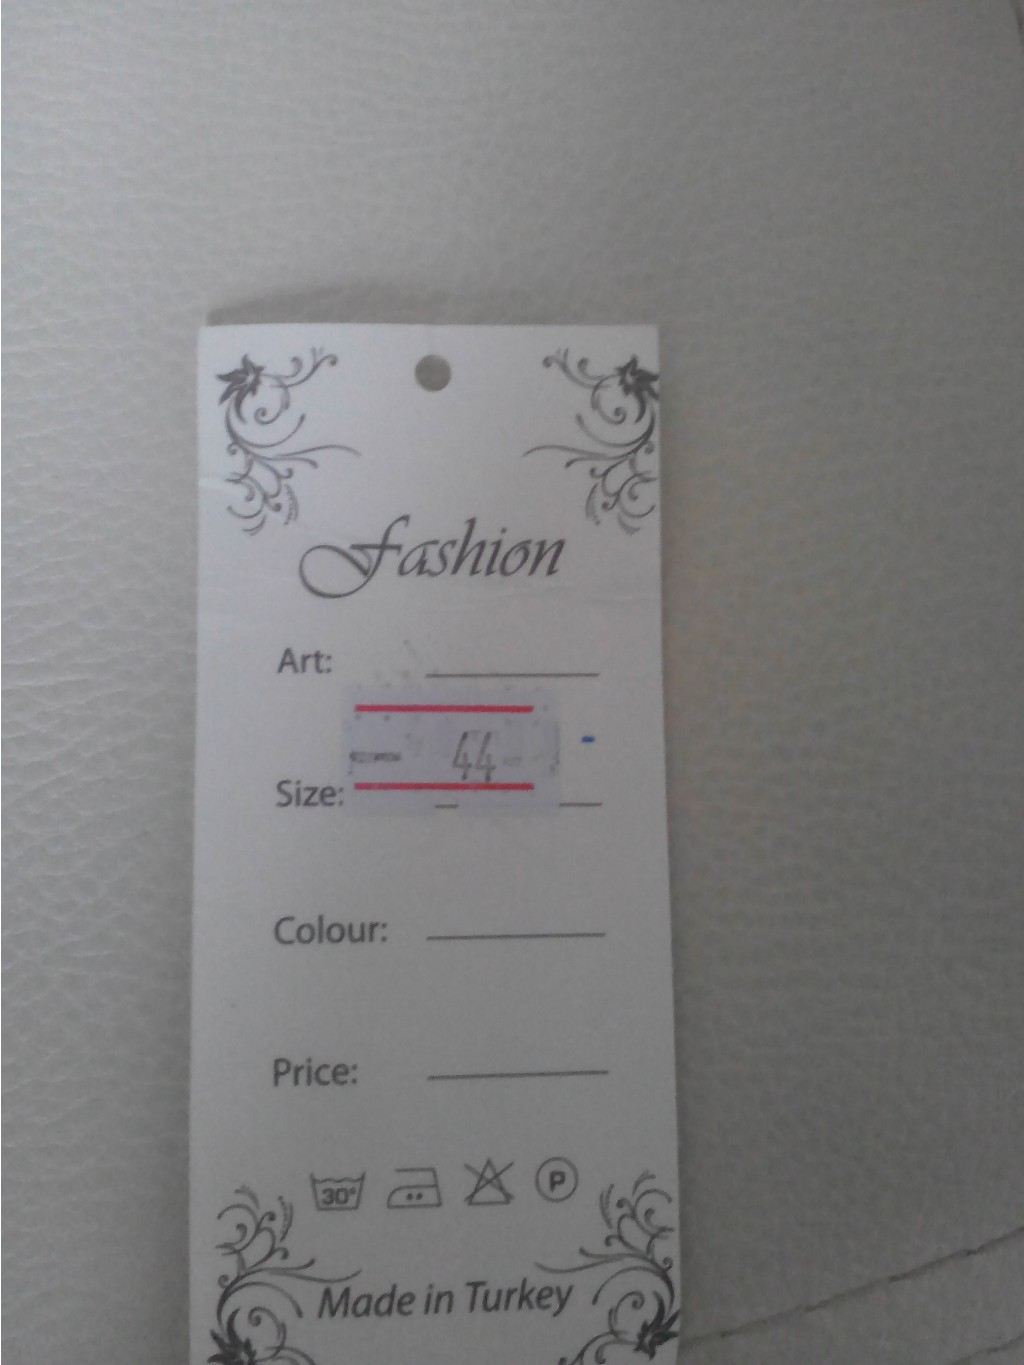 Fashion
Art:
44
Size:
Colour:
Price:
30° P
Made in Turkey